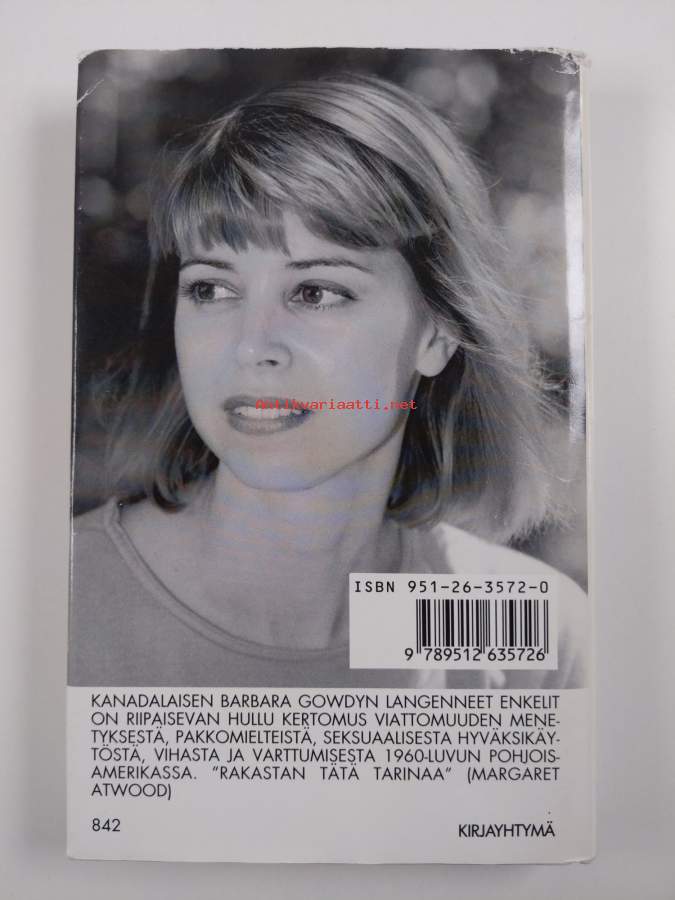 Antikvariaatti.net
ISBN 951-26-3572-0
9 789512 635726
KANADALAISEN BARBARA GOWDYN LANGENNEET ENKELIT
ON RIIPAISEVAN HULLU KERTOMUS VIATTOMUUDEN MENE-
TYKSESTÄ, PAKKOMIELTEISTÄ, SEKSUAALISESTA HYVÄKSIKÄY-
TÖSTÄ, VIHASTA JA VARTTUMISESTA 1960-LUVUN POHJOIS-
AMERIKASSA. "RAKASTAN TÄTÄ TARINAA" (MARGARET
ATWOOD)
842 KIRJAYHTYMÄ